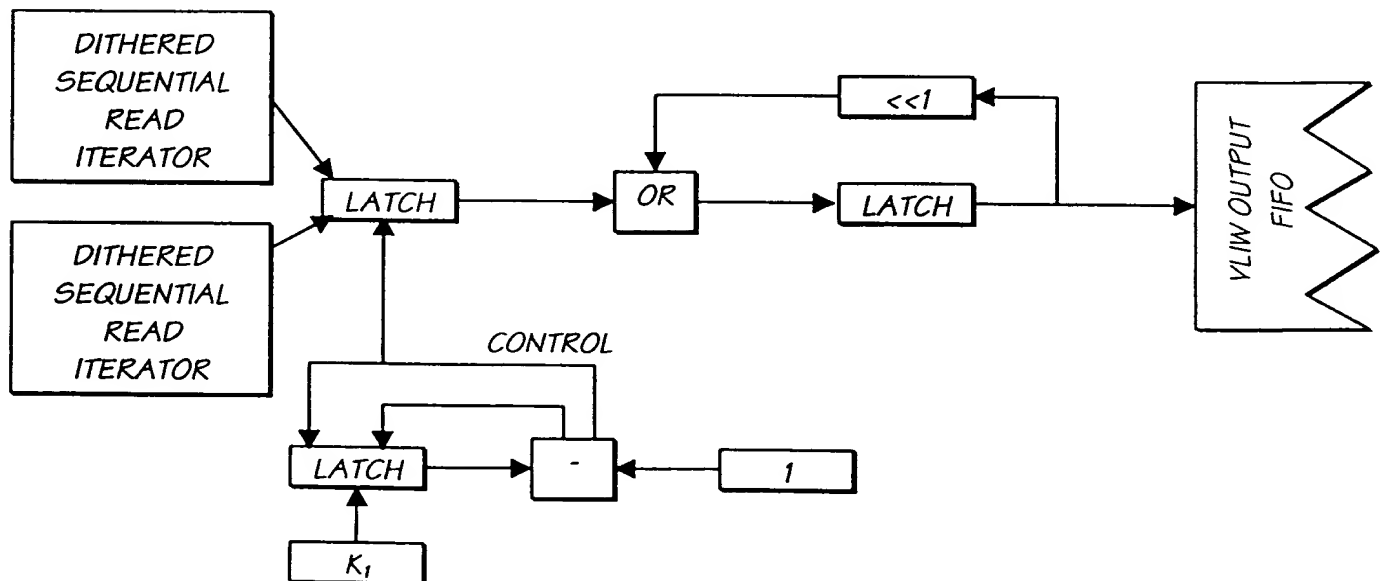 DITHERED
SEQUENTIAL
READ
ITERATOR
<<1
LATCH
OR
LATCH
VLIW OUTPUT
FIFO
DITHERED
SEQUENTIAL
READ
ITERATOR
CONTROL
LATCH
-
1
K₁